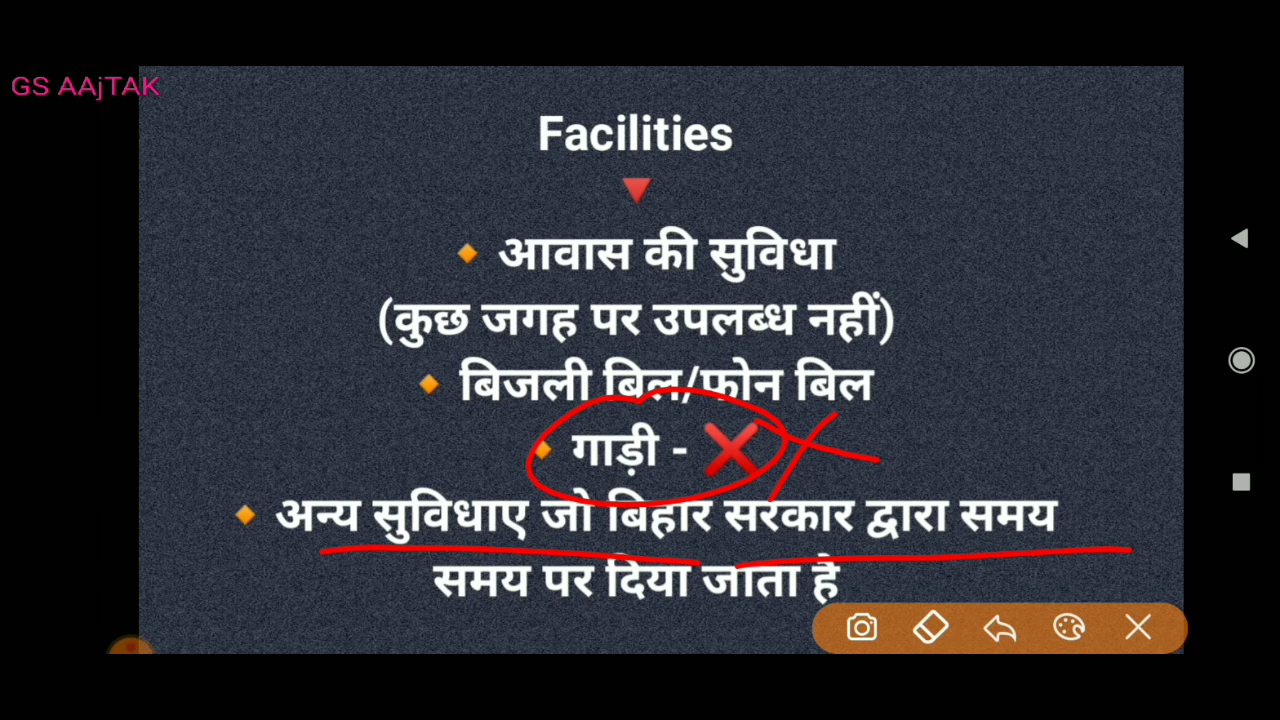 GS AAjTAK
Facilities
आवास की सुविधा
(कुछ जगह पर उपलब्ध नहीं)
बिजली बिल/फोन बिल
गाड़ी - ❌
अन्य सुविधाए जो बिहार सरकार द्वारा समय
समय पर दिया जाता है